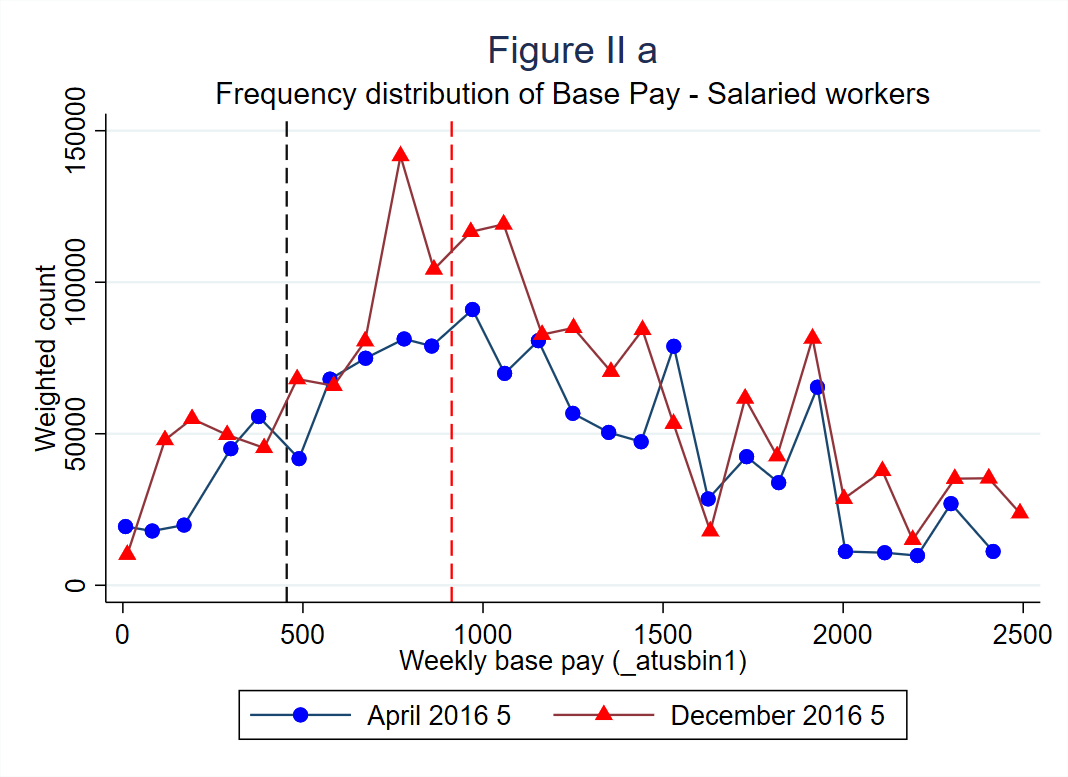 Figure II a
Frequency distribution of Base Pay - Salaried workers
Weighted count
150000
100000
50000
0
0 500 1000 1500 2000 2500
Weekly base pay (_atusbin1)
April 2016 5 December 2016 5